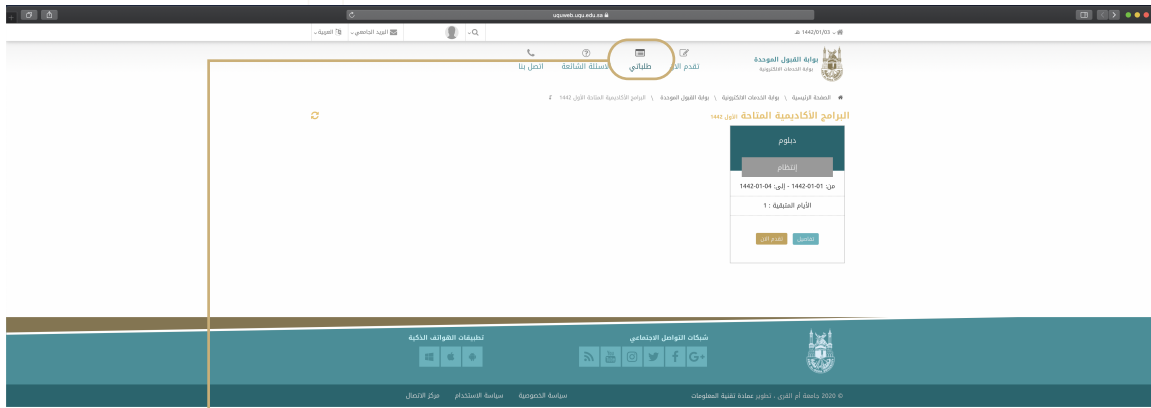 uquweb.uqu.edu.sa
1442/01/03 هـ
البريد الجامعي
العربية
بوابة القبول الموحدة
بوابة الخدمات الالكترونية
تقدم الآن
طلباتي
الاسئلة الشائعة
اتصل بنا
الصفحة الرئيسية \ بوابة الخدمات الالكترونية \ بوابة القبول الموحدة \ البرامج الأكاديمية المتاحة الأول 1442
البرامج الأكاديمية المتاحة الأول 1442
دبلوم
إنتظام
من: 01-01-1442 - إلى: 04-01-1442
الأيام المتبقية : 1
تفاصيل
تقدم الآن
شبكات التواصل الاجتماعي
تطبيقات الهواتف الذكية
© 2020 جامعة أم القرى . تطوير عمادة تقنية المعلومات
سياسة الخصوصية
سياسة الاستخدام
مركز الاتصال